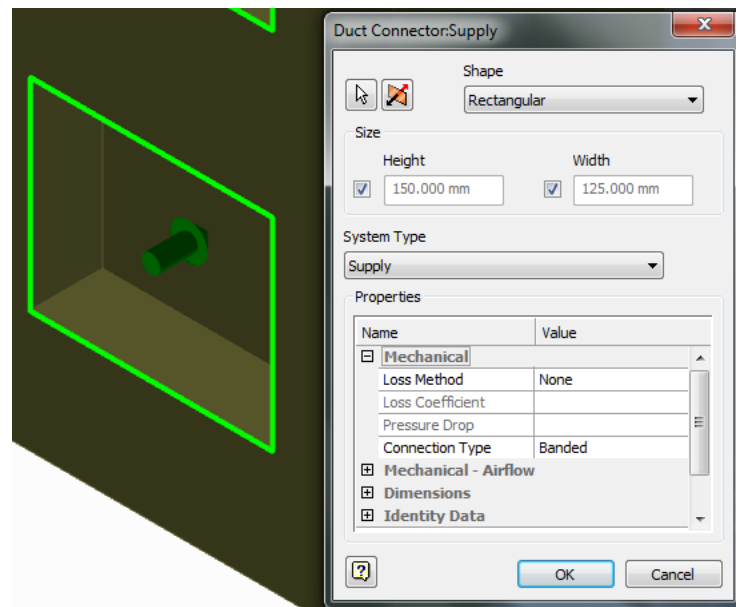 Duct Connector:Supply
Shape
Rectangular
Size
Height Width
150.000 mm 125.000 mm
System Type
Supply
Properties
Name Value
Mechanical
Loss Method None
Loss Coefficient
Pressure Drop
Connection Type Banded
Mechanical - Airflow
Dimensions
Identity Data
OK Cancel